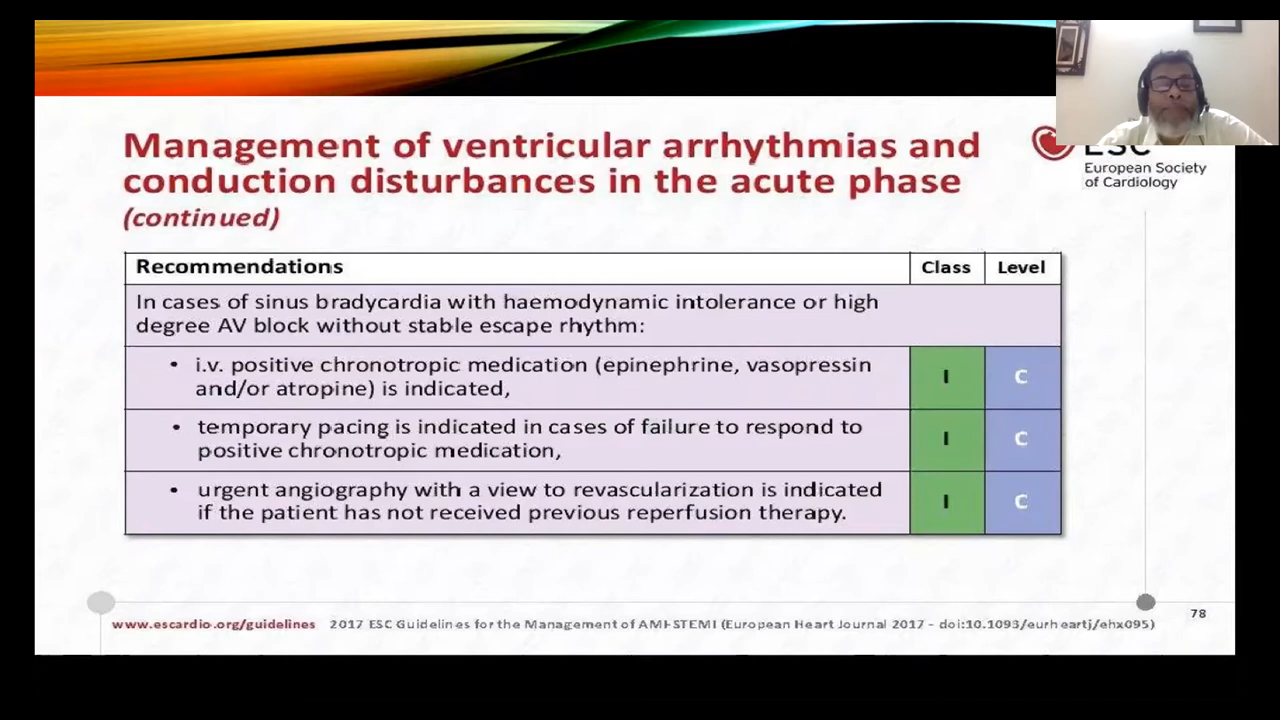 Management of ventricular arrhythmias and
conduction disturbances in the acute phase
(continued)
ESC
European Society
of Cardiology
Recommendations Class Level
In cases of sinus bradycardia with haemodynamic intolerance or high
degree AV block without stable escape rhythm:
• i.v. positive chronotropic medication (epinephrine, vasopressin
and/or atropine) is indicated,
I C
• temporary pacing is indicated in cases of failure to respond to
positive chronotropic medication,
I C
• urgent angiography with a view to revascularization is indicated
if the patient has not received previous reperfusion therapy.
I C
www.escardio.org/guidelines 2017 ESC Guidelines for the Management of AMI-STEMI (European Heart Journal 2017 - doi:10.1093/eurheartj/ehx095)
78